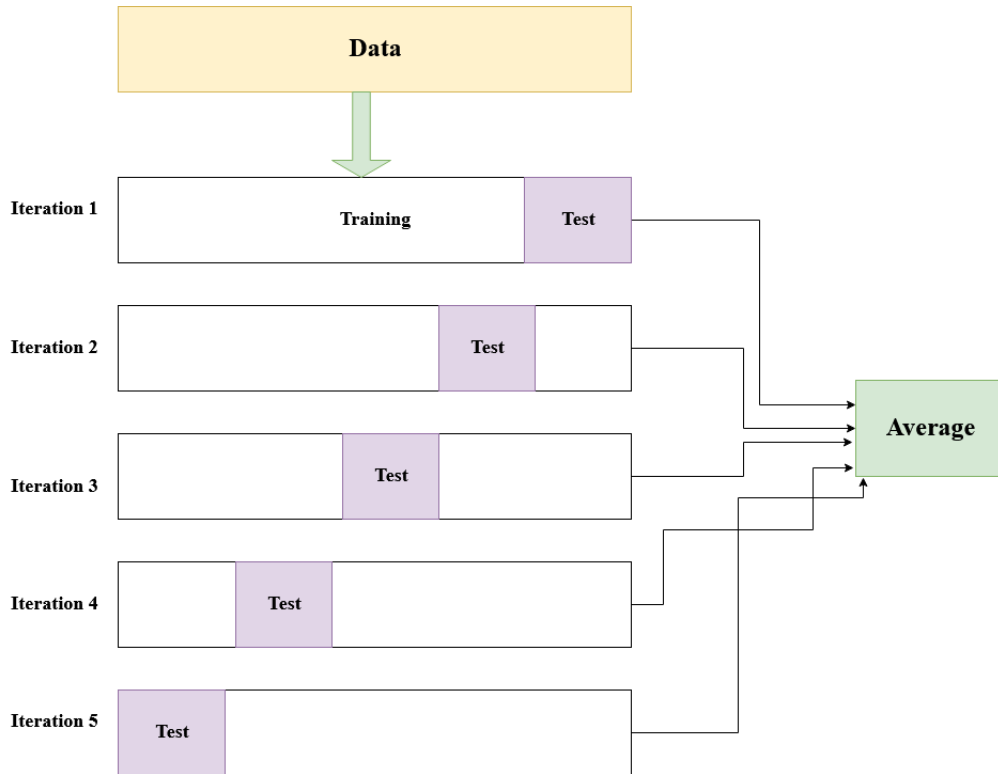 Data
Iteration 1
Training
Test
Iteration 2
Test
Average
Iteration 3
Test
Iteration 4
Test
Iteration 5
Test